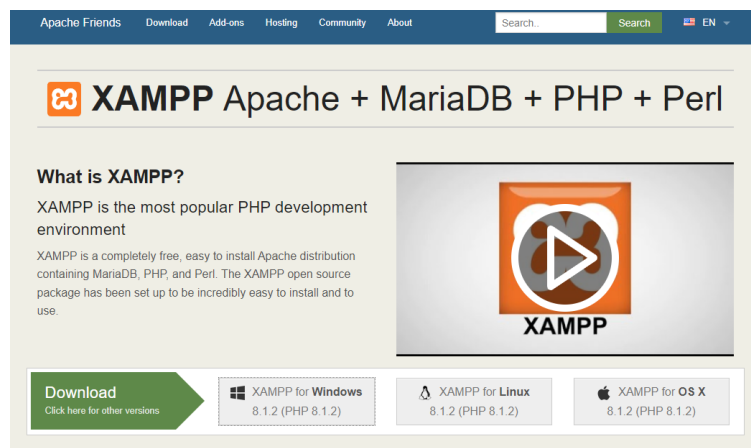 Apache Friends Download Add-ons Hosting Community About Search.. Search EN
XAMPP Apache + MariaDB + PHP + Perl
What is XAMPP?
XAMPP is the most popular PHP development
environment
XAMPP is a completely free, easy to install Apache distribution
containing MariaDB, PHP, and Perl. The XAMPP open source
package has been set up to be incredibly easy to install and to
use.
XAMPP
Download
Click here for other versions
XAMPP for Windows
8.1.2 (PHP 8.1.2)
XAMPP for Linux
8.1.2 (PHP 8.1.2)
XAMPP for OS X
8.1.2 (PHP 8.1.2)